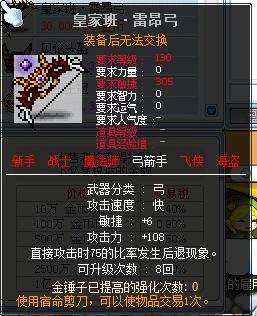 皇家班·雷昂弓
装备后无法交换
要求等级 : 130
要求力量 : 0
要求敏捷 : 305
要求智力 : 0
要求运气 : 0
要求人气度 : -
道具等级 : -
道具经验值 : -
新手 战士 魔法师 弓箭手 飞侠 海盗
武器分类 : 弓
攻击速度 : 快
敏捷 : +6
攻击力 : +108
直接攻击时75的比率发生后退现象。
可升级次数 : 8回
金锤子已提高的强化次数: 0
使用宿命剪刀,可以使物品交易1次。